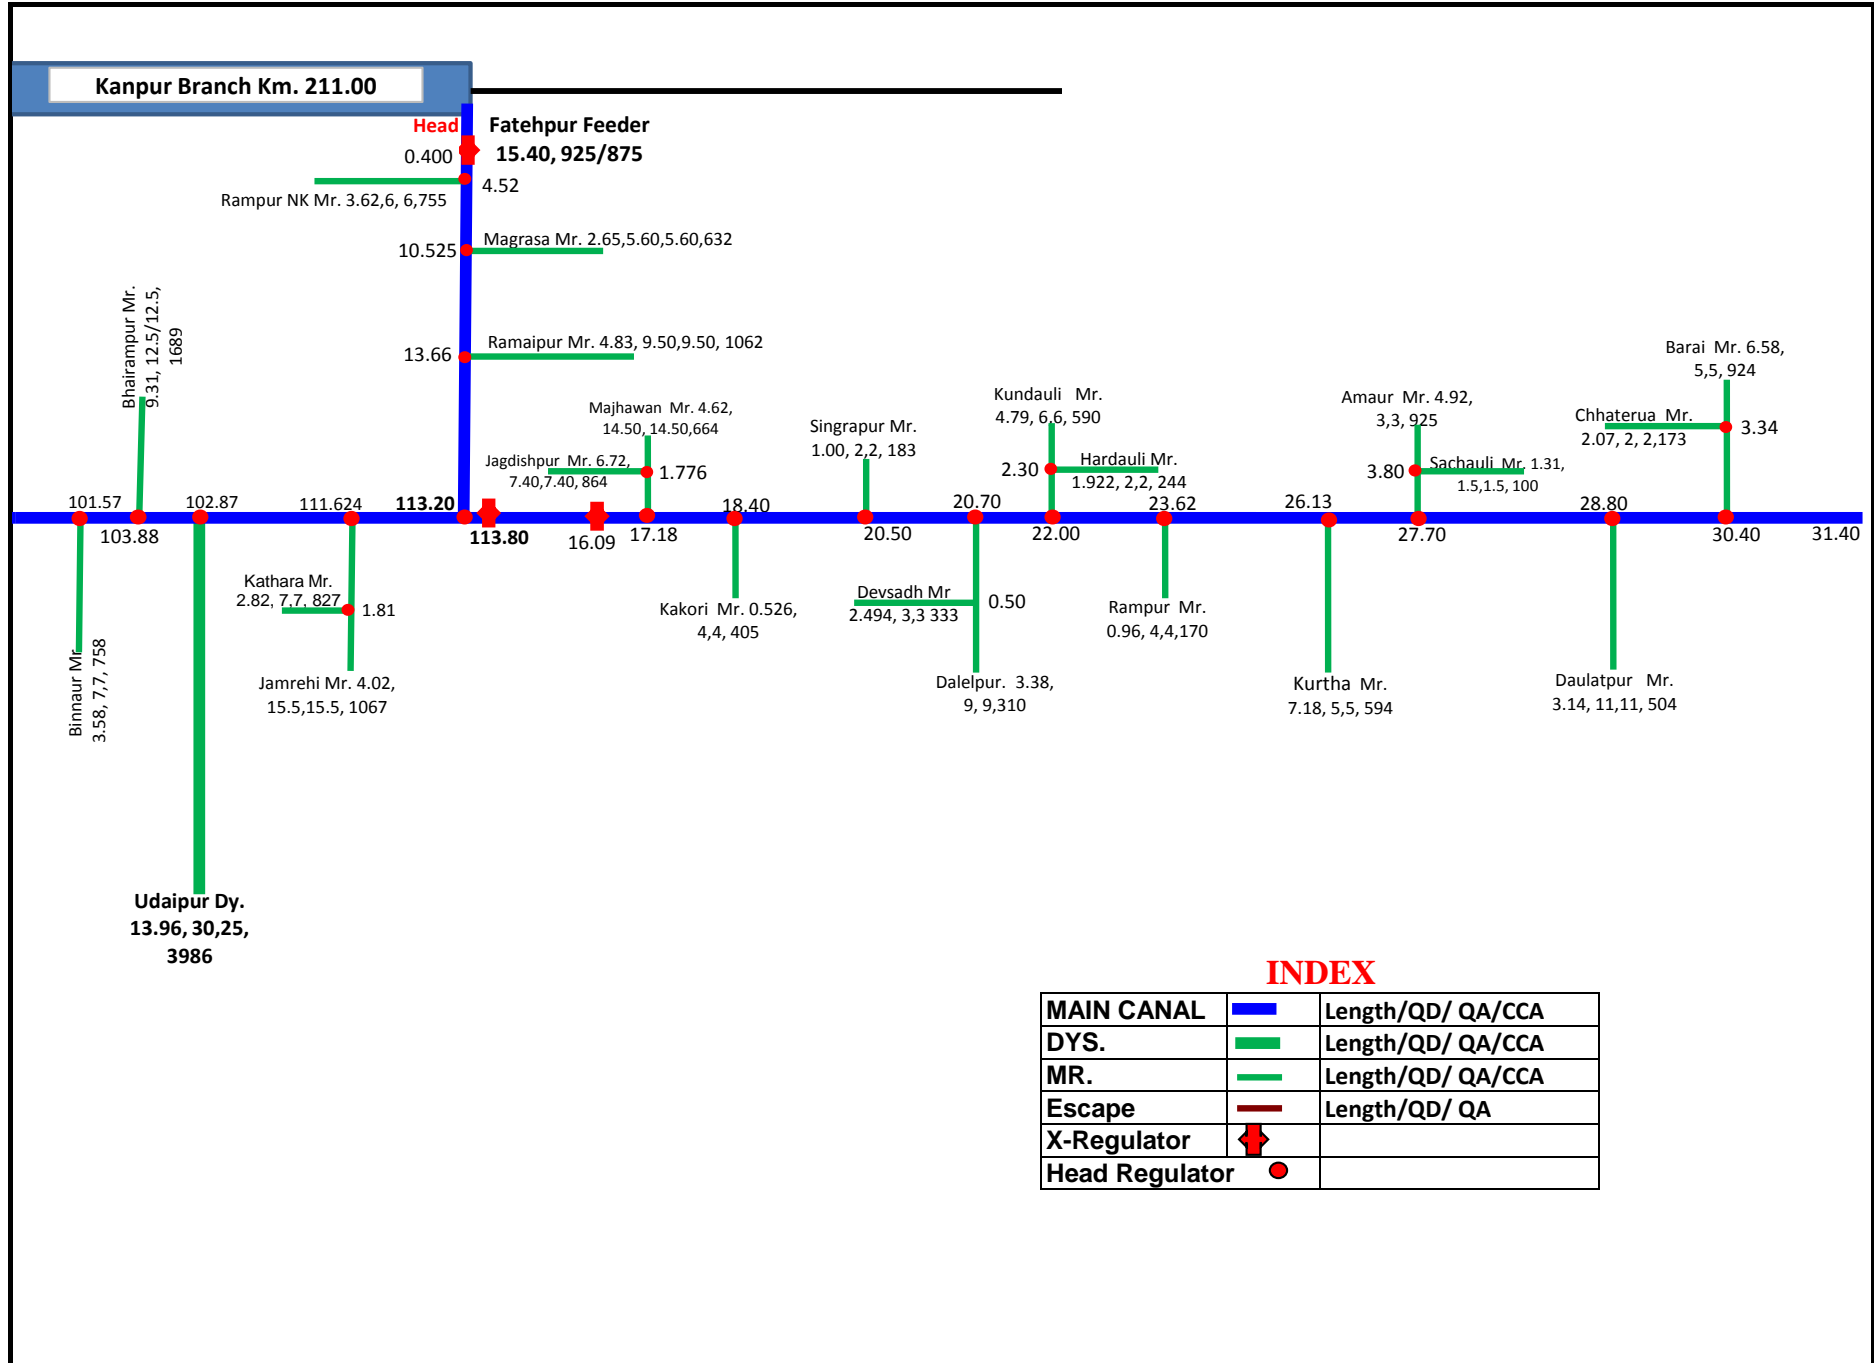 Kanpur Branch Km. 211.00
Head
Fatehpur Feeder
0.400
15.40, 925/875
4.52
Rampur NK Mr. 3.62,6, 6,755
10.525
Magrasa Mr. 2.65,5.60,5.60,632
13.66
Ramaipur Mr. 4.83, 9.50,9.50, 1062
Bhairampur Mr.
9.31, 12.5/12.5,
1689
Majhawan Mr. 4.62,
14.50, 14.50,664
Jagdishpur Mr. 6.72,
7.40,7.40, 864
1.776
Singrapur Mr.
1.00, 2,2, 183
Kundauli Mr.
4.79, 6,6, 590
2.30
Hardauli Mr.
1.922, 2,2, 244
Amaur Mr. 4.92,
3,3, 925
3.80
Sachauli Mr. 1.31,
1.5,1.5, 100
Barai Mr. 6.58,
5,5, 924
Chhaterua Mr.
2.07, 2, 2,173
3.34
101.57
103.88
102.87
111.624
113.20
113.80
16.09
17.18
18.40
20.50
20.70
22.00
23.62
26.13
27.70
28.80
30.40
31.40
Binnaur Mr
3.58, 7,7, 758
Kathara Mr.
2.82, 7,7, 827
1.81
Jamrehi Mr. 4.02,
15.5,15.5, 1067
Kakori Mr. 0.526,
4,4, 405
Devsadh Mr
2.494, 3,3 333
0.50
Dalelpur. 3.38,
9, 9,310
Rampur Mr.
0.96, 4,4,170
Kurtha Mr.
7.18, 5,5, 594
Daulatpur Mr.
3.14, 11,11, 504
Udaipur Dy.
13.96, 30,25,
3986
INDEX
MAIN CANAL Length/QD/ QA/CCA
DYS. Length/QD/ QA/CCA
MR. Length/QD/ QA/CCA
Escape Length/QD/ QA
X-Regulator
Head Regulator